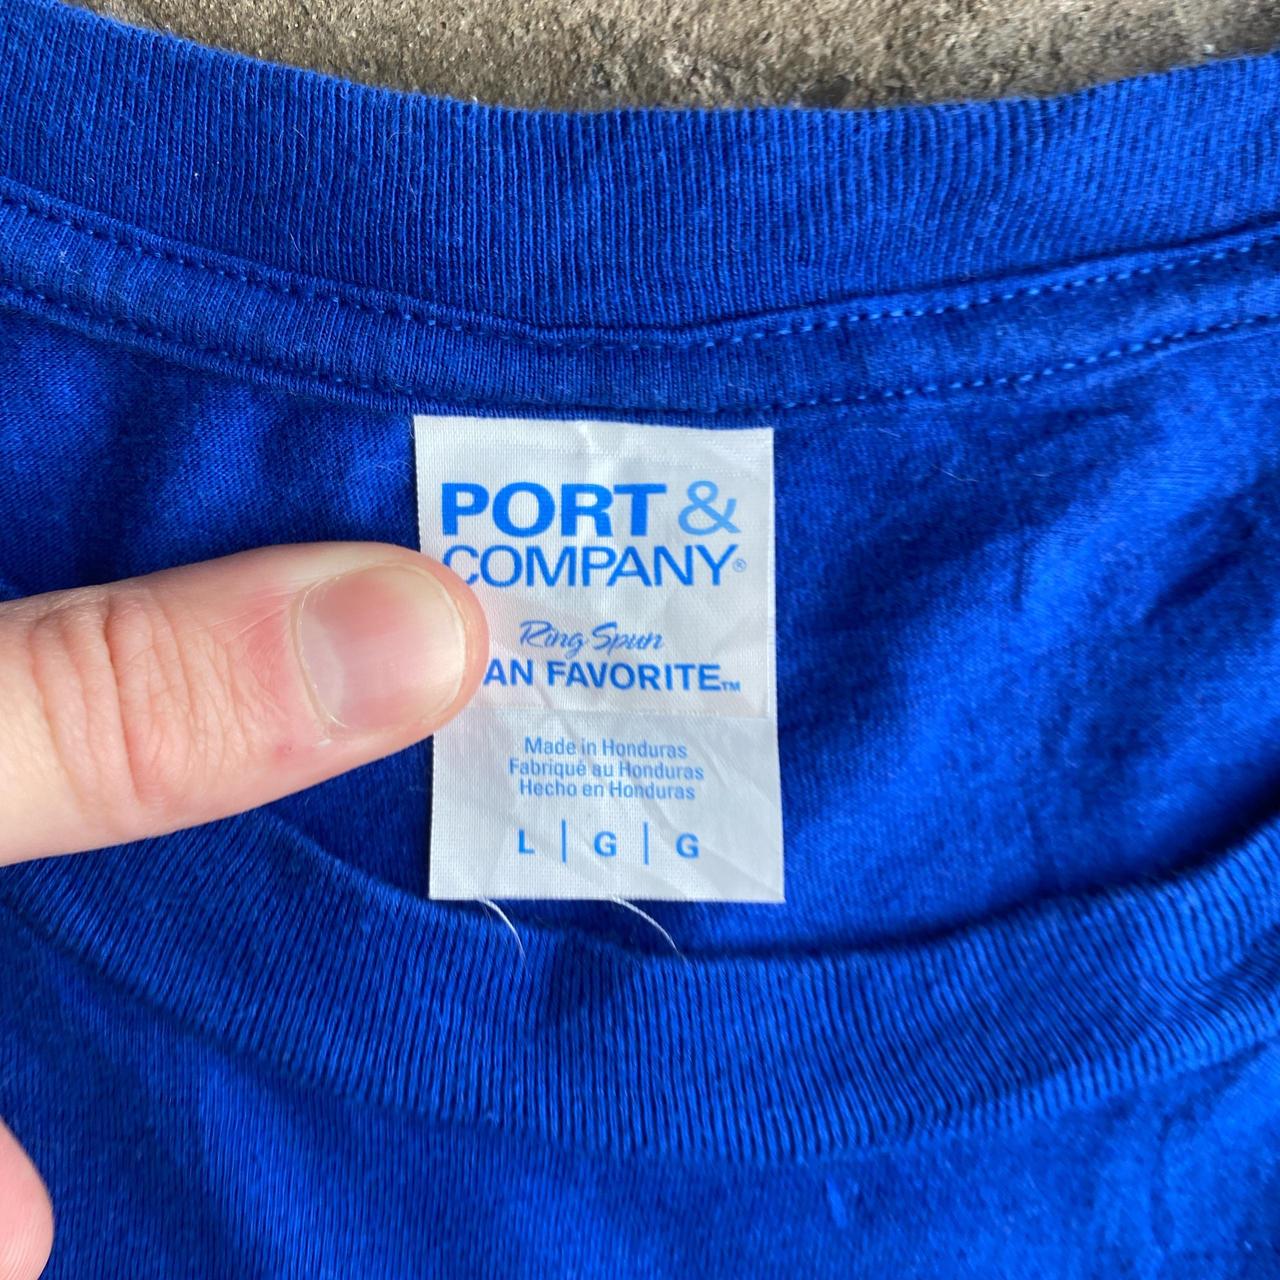 PORT &
COMPANY®
Ring Spun
AN FAVORITE™
Made in Honduras
Fabriqué au Honduras
Hecho en Honduras
L | G | G